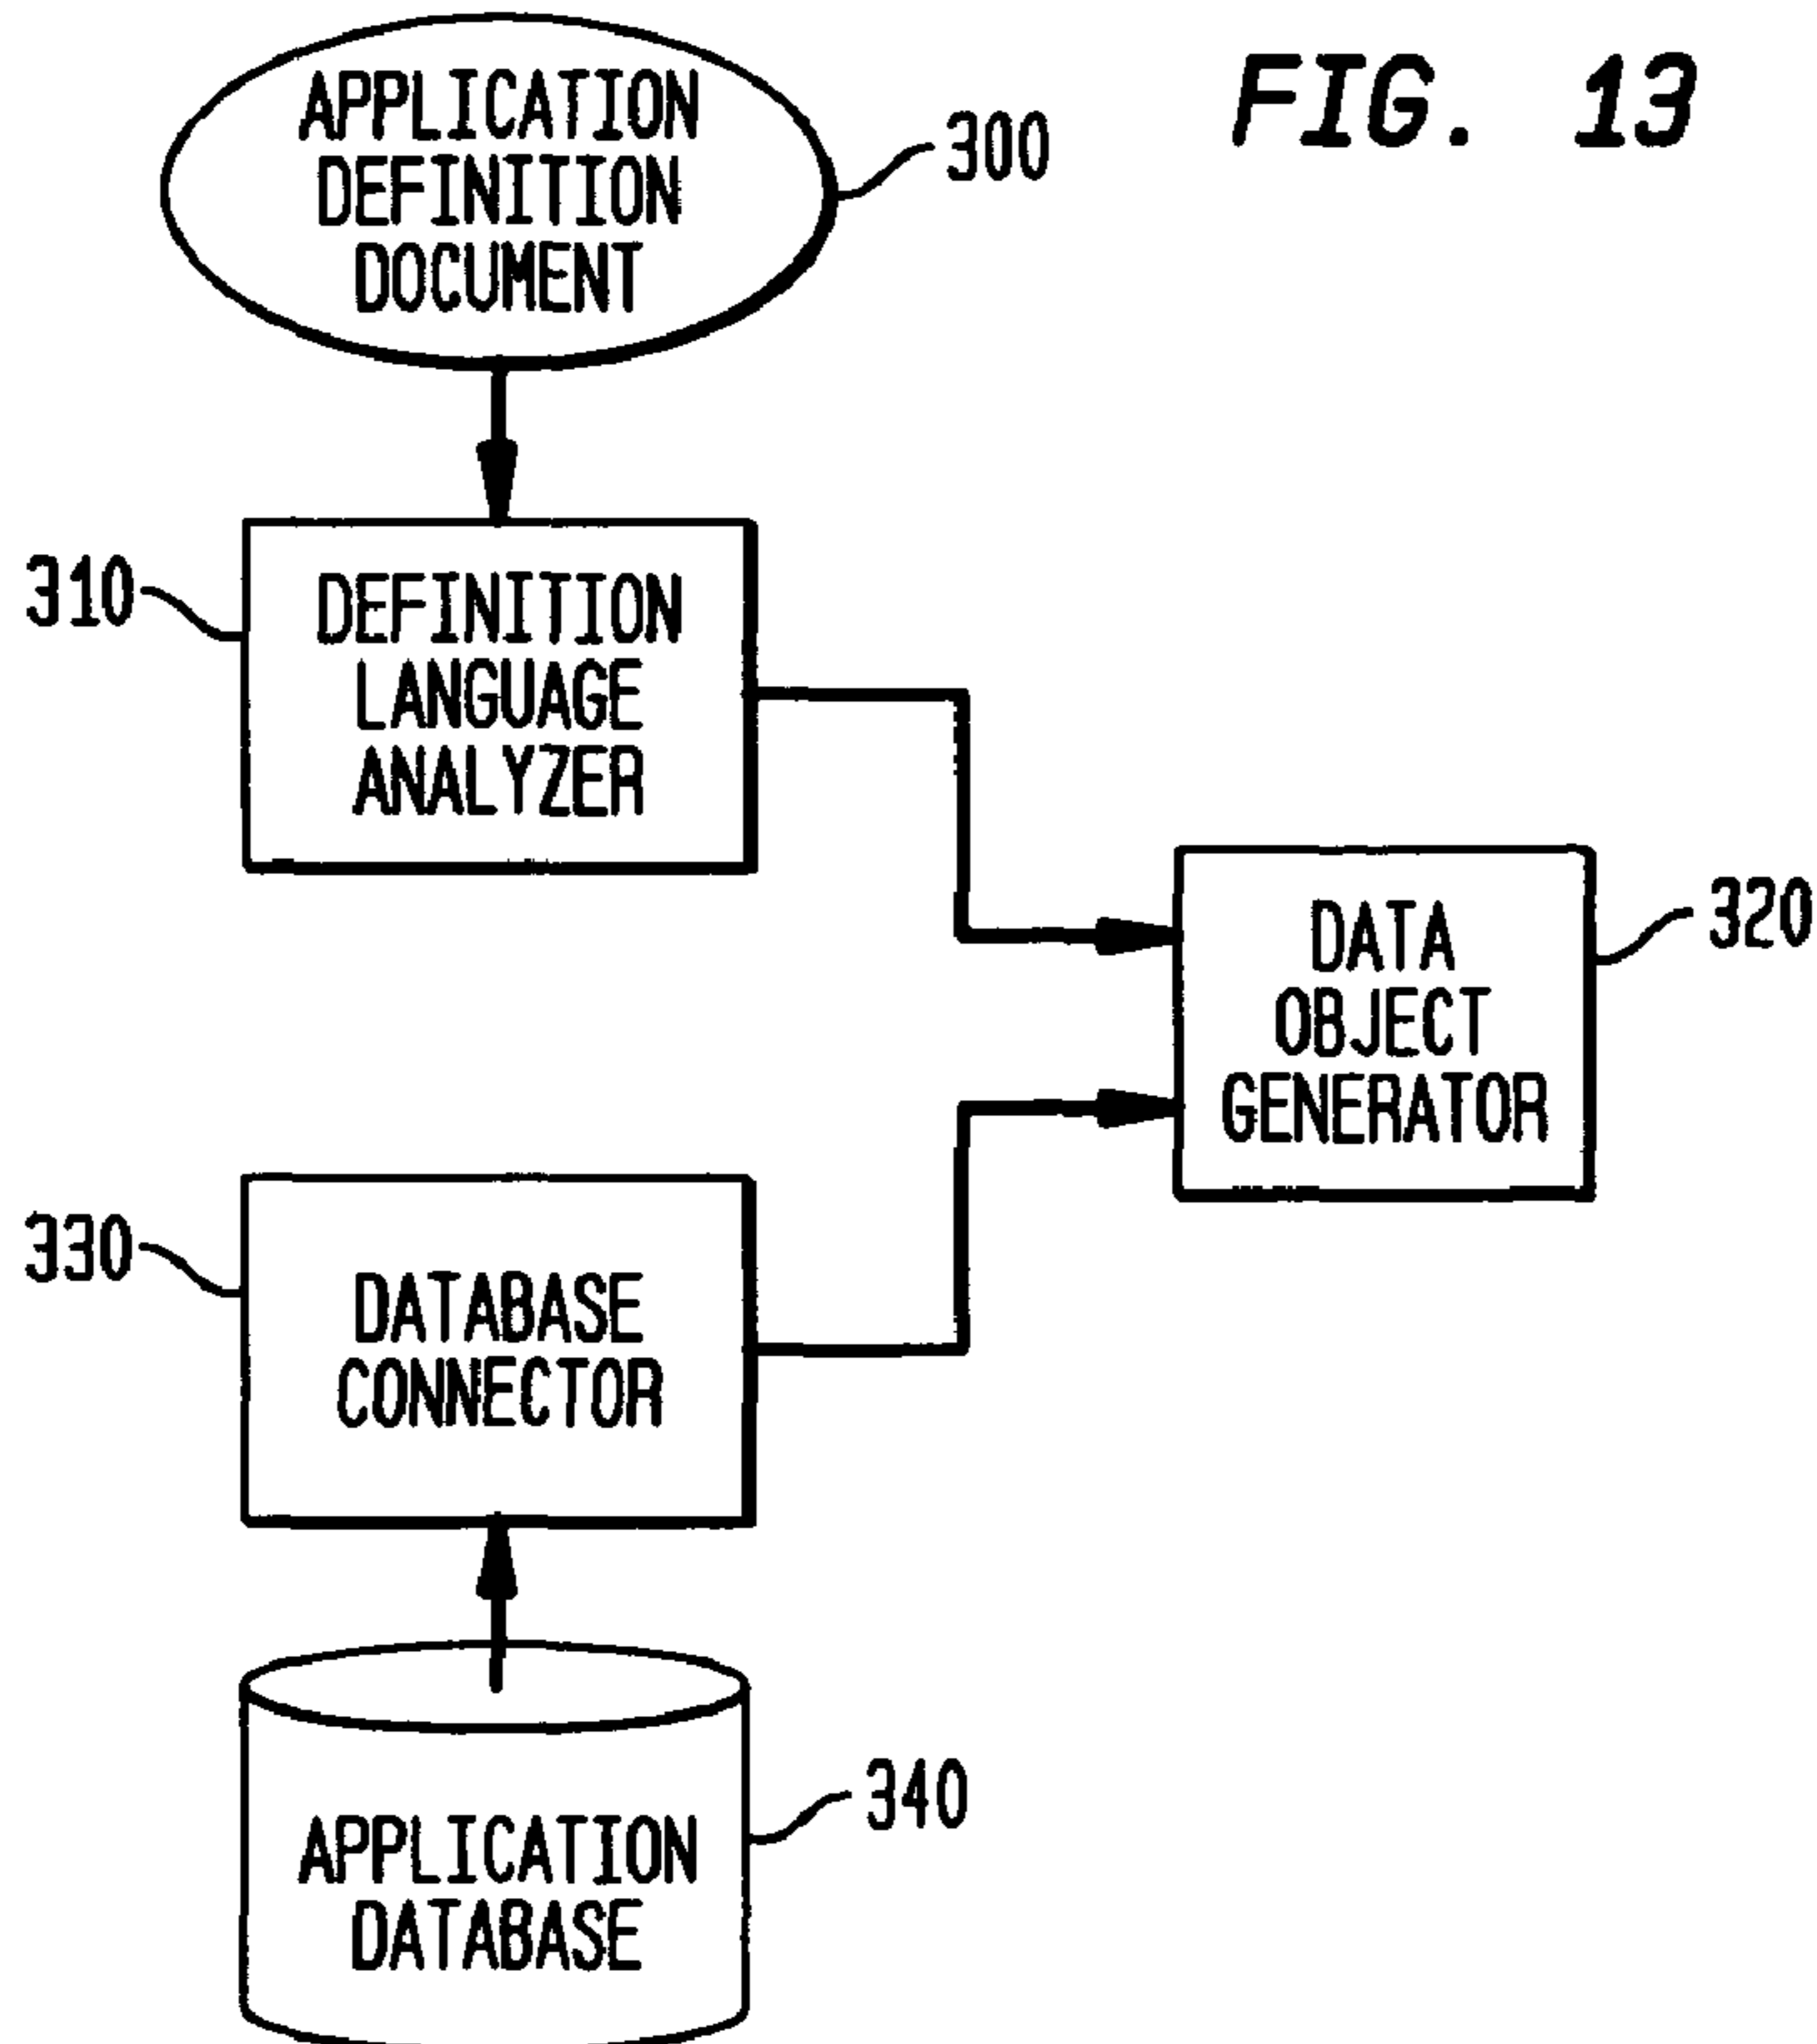 FIG. 13
APPLICATION
DEFINITION
DOCUMENT
300
310
DEFINITION
LANGUAGE
ANALYZER
DATA
OBJECT
GENERATOR
320
330
DATABASE
CONNECTOR
340
APPLICATION
DATABASE